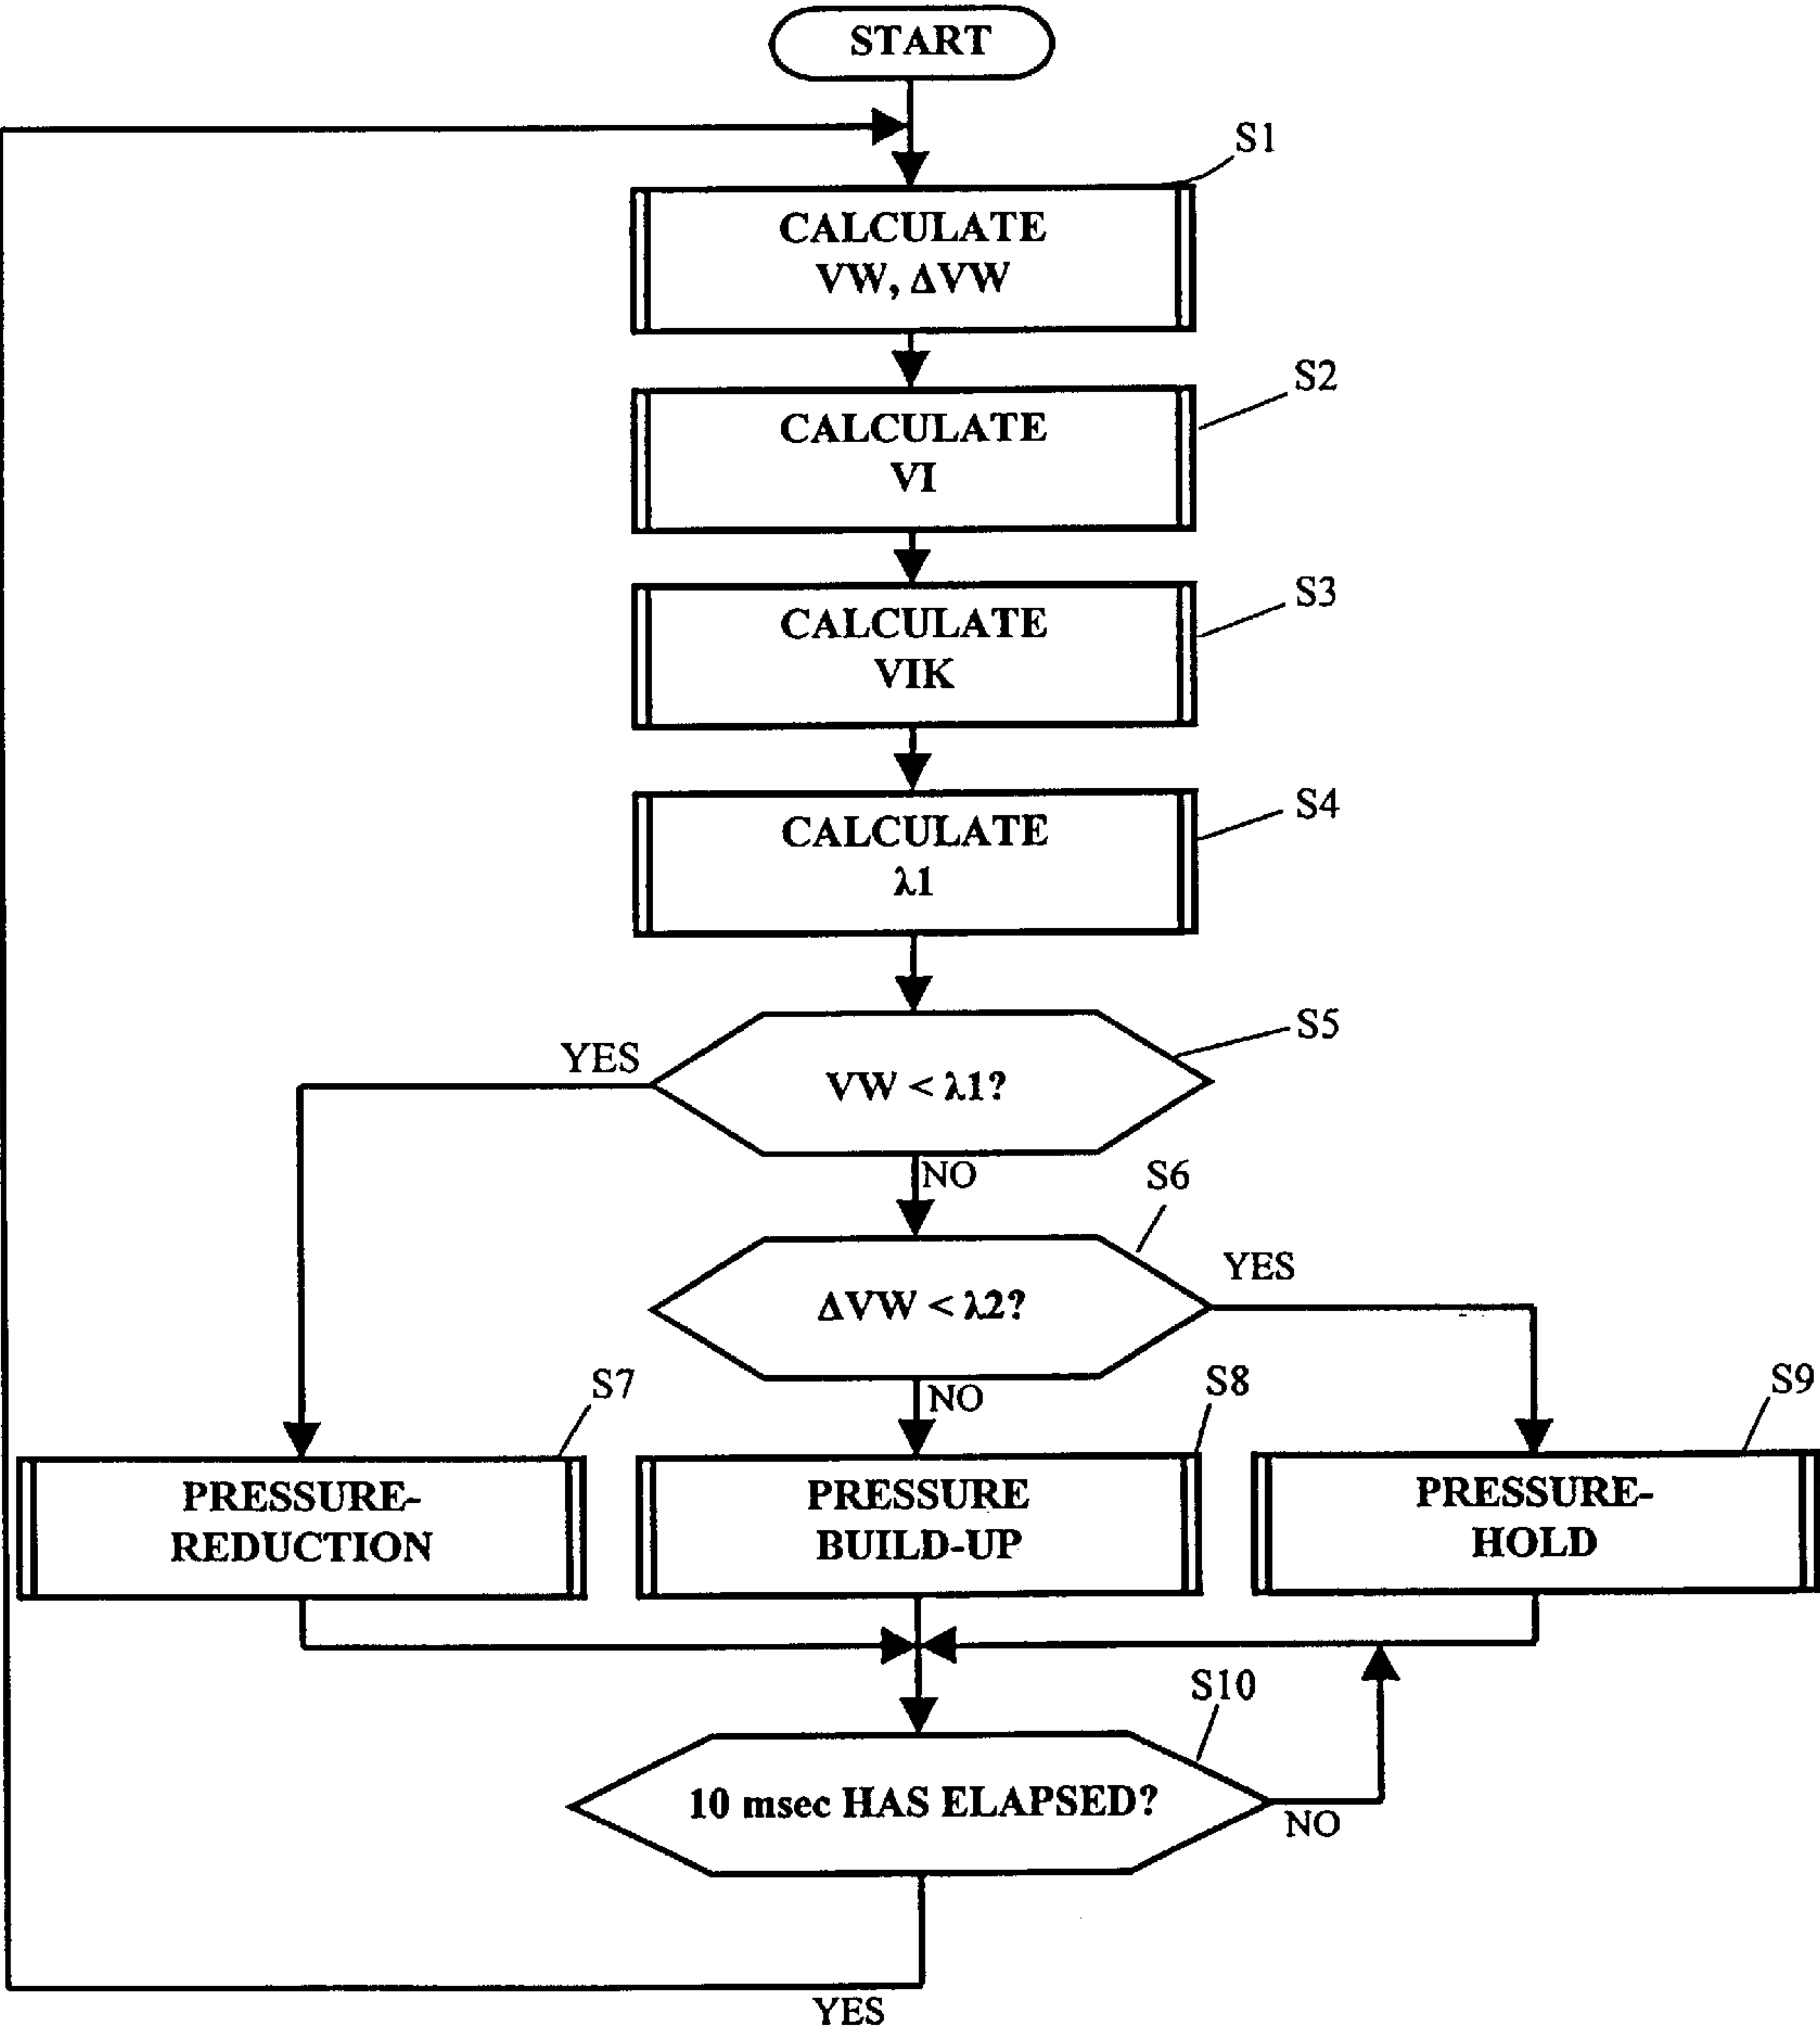 START
S1
CALCULATE
VW, ΔVW
S2
CALCULATE
VI
S3
CALCULATE
VIK
S4
CALCULATE
λ1
S5
YES
VW < λ1?
NO
S6
YES
ΔVW < λ2?
NO
S7
S8
S9
PRESSURE-
REDUCTION
PRESSURE
BUILD-UP
PRESSURE-
HOLD
S10
10 msec HAS ELAPSED?
NO
YES